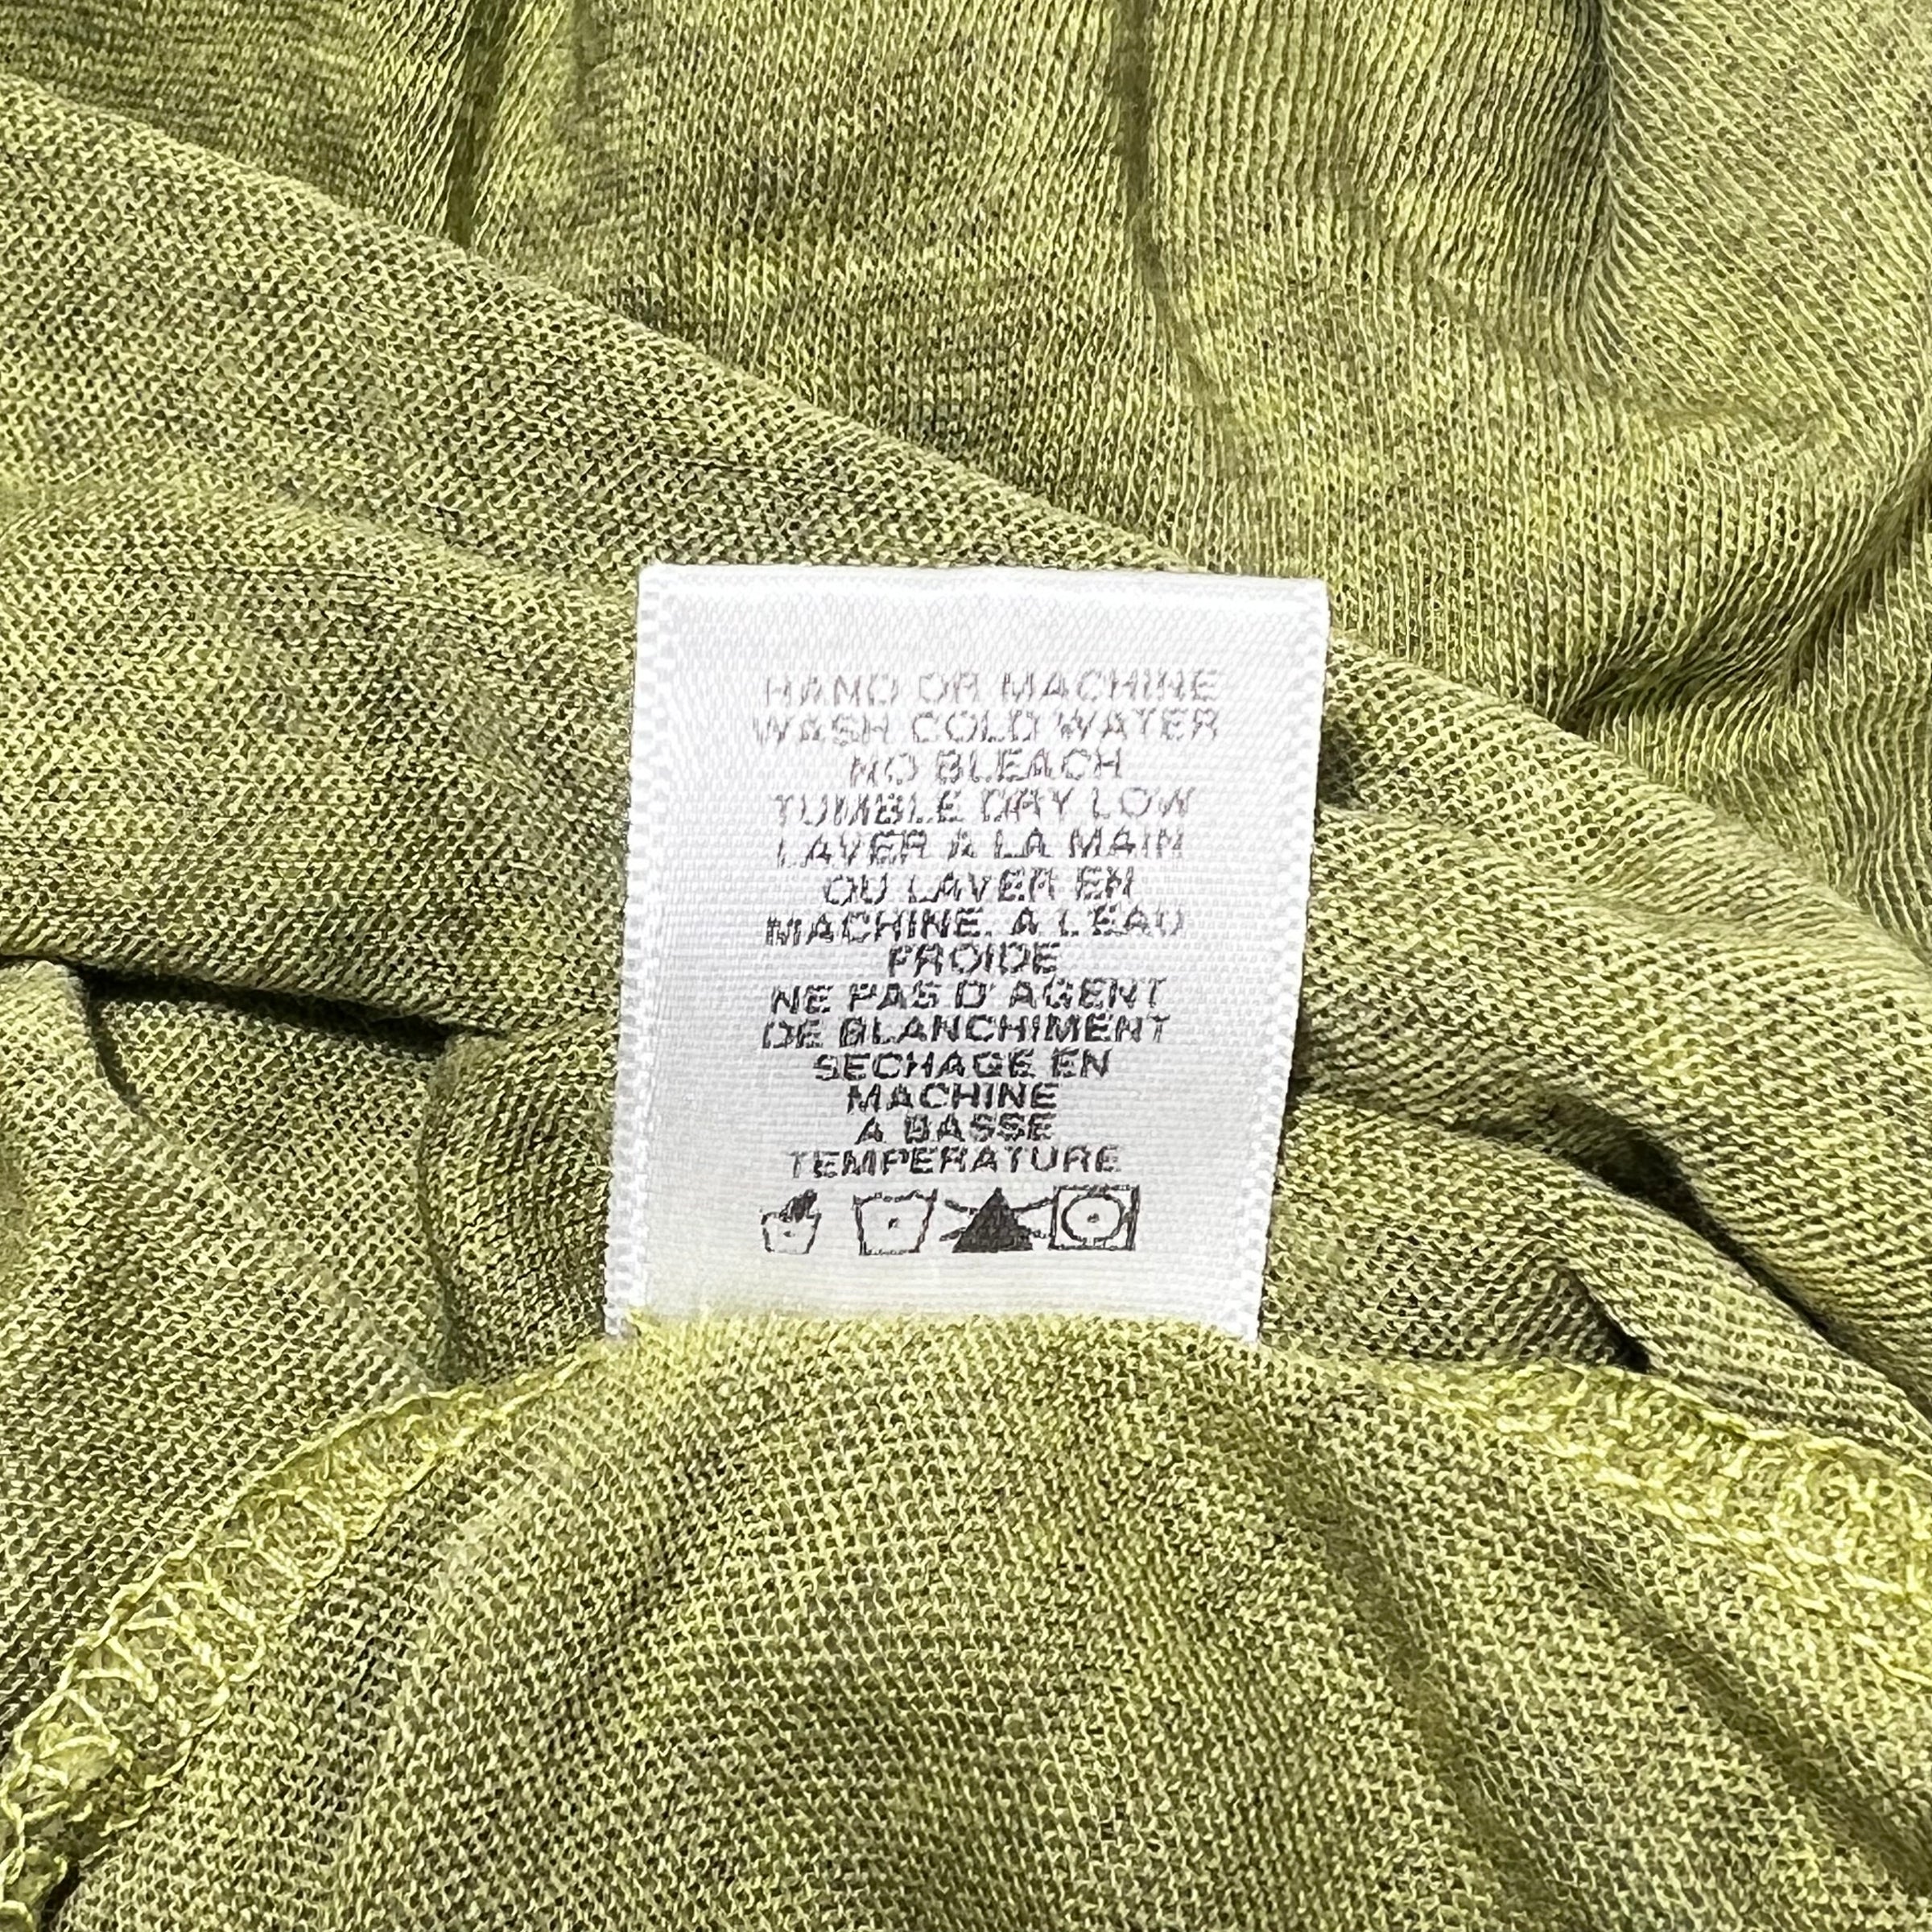 HAND OR MACHINE
WASH COLD WATER
NO BLEACH
TUMBLE DRY LOW
LAVER A LA MAIN
OU LAVER EN
MACHINE. A L'EAU
FROIDE
NE PAS D'AGENT
DE BLANCHIMENT
SECHAGE EN
MACHINE
A BASSE
TEMPERATURE